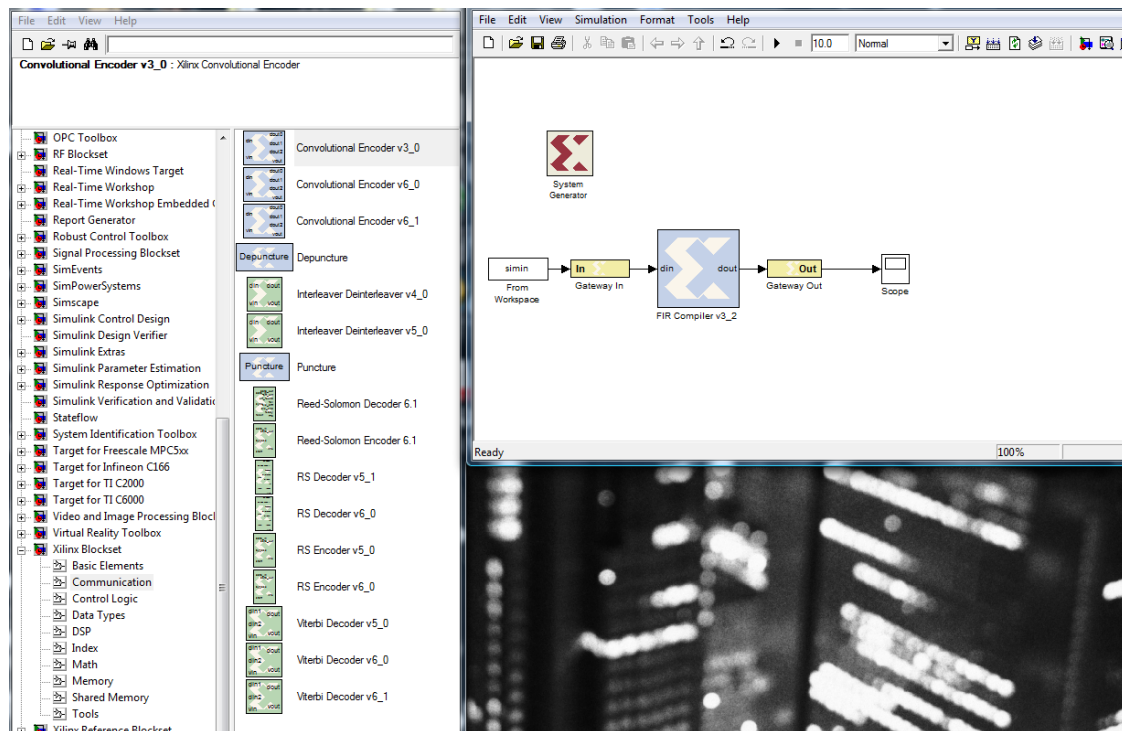 File Edit View Help
Convolutional Encoder v3_0 : Xilinx Convolutional Encoder
OPC Toolbox
RF Blockset
Real-Time Windows Target
Real-Time Workshop
Real-Time Workshop Embedded
Report Generator
Robust Control Toolbox
Signal Processing Blockset
SimEvents
SimPowerSystems
Simscape
Simulink Control Design
Simulink Design Verifier
Simulink Extras
Simulink Parameter Estimation
Simulink Response Optimization
Simulink Verification and Validatio
Stateflow
System Identification Toolbox
Target for Freescale MPC5xx
Target for Infineon C166
Target for TI C2000
Target for TI C6000
Video and Image Processing Bloc
Virtual Reality Toolbox
Xilinx Blockset
Basic Elements
Communication
Control Logic
Data Types
DSP
Index
Math
Memory
Shared Memory
Tools
Xilinx Reference Blockset
Convolutional Encoder v3_0
Convolutional Encoder v6_0
Convolutional Encoder v6_1
Depuncture Depuncture
Interleaver Deinterleaver v4_0
Interleaver Deinterleaver v5_0
Puncture Puncture
Reed-Solomon Decoder 6.1
Reed-Solomon Encoder 6.1
RS Decoder v5_1
RS Decoder v6_0
RS Encoder v5_0
RS Encoder v6_0
Viterbi Decoder v5_0
Viterbi Decoder v6_0
Viterbi Decoder v6_1
File Edit View Simulation Format Tools Help
10.0 Normal
System
Generator
simin
From
Workspace
In
Gateway In
din dout
FIR Compiler v3_2
Out
Gateway Out
Scope
Ready 100%